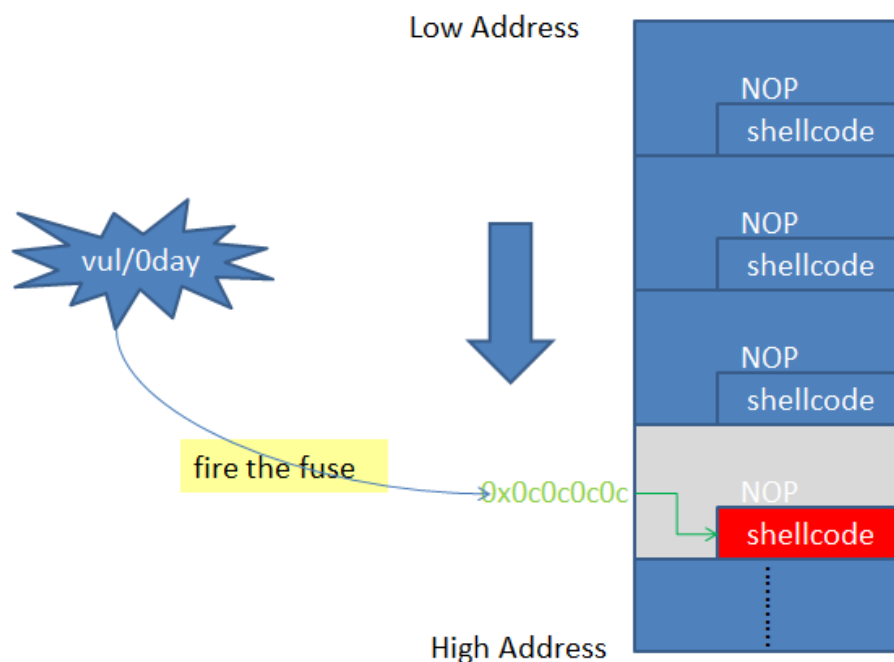 Low Address
NOP
shellcode
NOP
shellcode
vul/0day
NOP
shellcode
fire the fuse
0x0c0c0c0c
NOP
shellcode
High Address